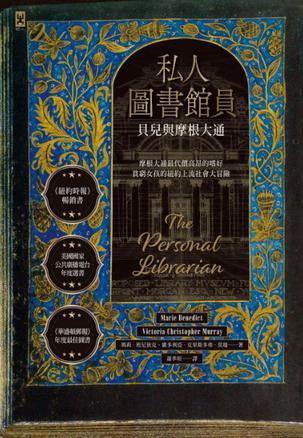 私人
圖書館員
貝兒與摩根大通
摩根大通最代價高昂的嗜好
貧窮女孩的紐約上流社會大冒險
《紐約時報》
暢銷書
美國國家
公共廣播電台
年度選書
《華盛頓郵報》
年度最佳圖書
The
Personal
Librarian
Marie Benedict
Victoria Christopher Murray
瑪莉・班尼狄克、維多利亞・克里斯多弗・莫瑞——著
譯